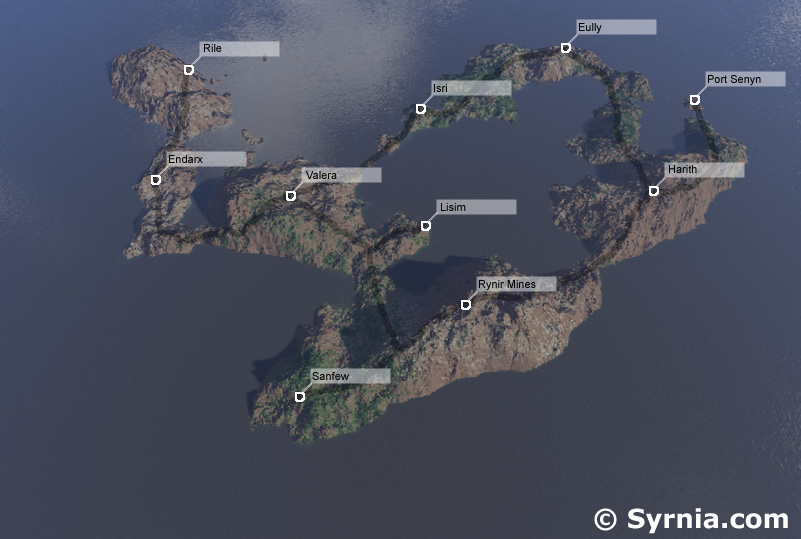 Eully
Rile
Port Senyn
Isri
Endarx
Harith
Valera
Lisim
Rynir Mines
Sanfew
© Syrnia.com